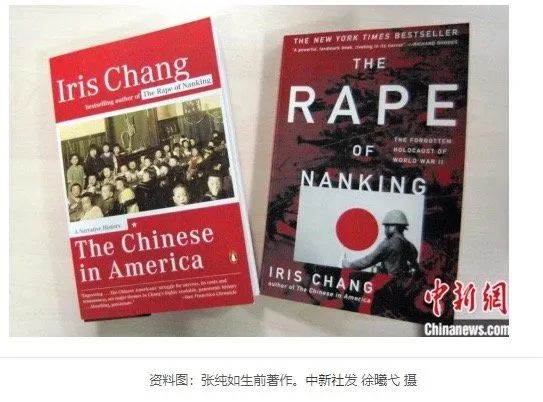 Iris Chang
bestselling author of The Rape of Nanking
A Narrative History
The Chinese
in America
THE NEW YORK TIMES BESTSELLER
"A powerful, landmark book, riveting in its horror." —RICHARD RHODES
THE
RAPE
OF
NANKING
THE FORGOTTEN
HOLOCAUST OF
WORLD WAR II
IRIS CHANG
author of The Chinese in America
中新網
Chinanews.com
资料图：张纯如生前著作。中新社发 徐曦弋 摄